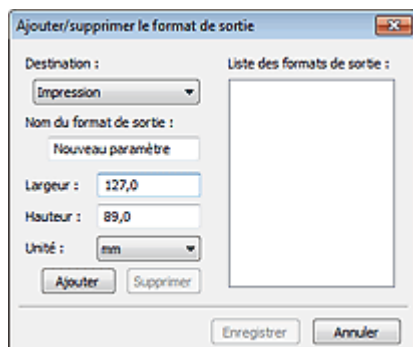 Ajouter/supprimer le format de sortie
Destination :
Impression
Nom du format de sortie :
Nouveau paramètre
Largeur :
127,0
Hauteur :
89,0
Unité :
mm
Ajouter
Supprimer
Liste des formats de sortie :
Enregistrer
Annuler